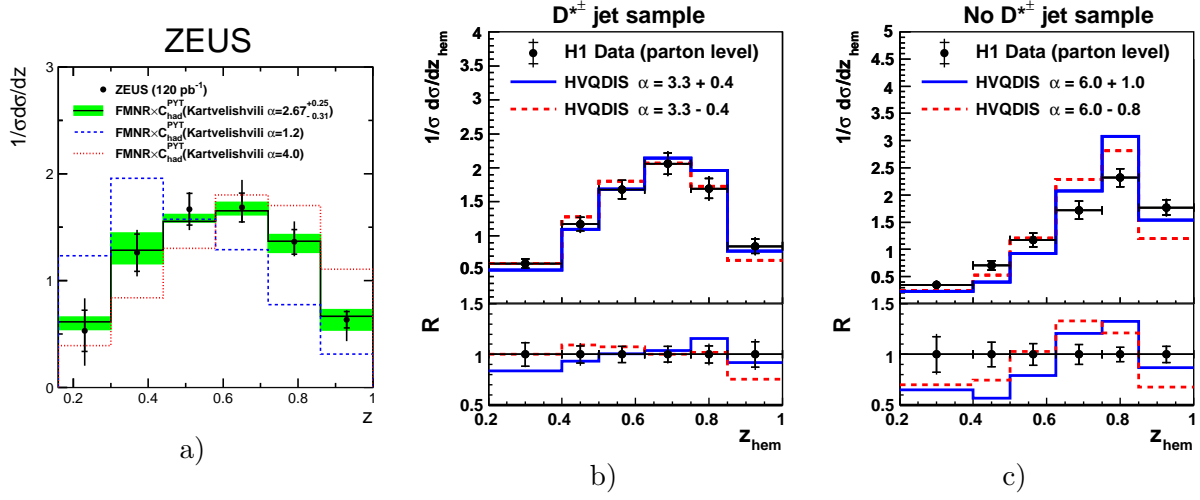 ZEUS
1/σdσ/dz
3
2
1
0
ZEUS (120 pb⁻¹)
FMNR×C_had^PYT(Kartvelishvili α=2.67 +0.25 -0.31)
FMNR×C_had^PYT(Kartvelishvili α=1.2)
FMNR×C_had^PYT(Kartvelishvili α=4.0)
0.2 0.4 0.6 0.8 1
z
a)
D*± jet sample
1/σ dσ/dz_hem
4
3.5
3
2.5
2
1.5
1
0.5
H1 Data (parton level)
HVQDIS α = 3.3 + 0.4
HVQDIS α = 3.3 - 0.4
R
1.5
1
0.5
0.2 0.4 0.6 0.8 1
z_hem
b)
No D*± jet sample
1/σ dσ/dz_hem
5
4.5
4
3.5
3
2.5
2
1.5
1
0.5
H1 Data (parton level)
HVQDIS α = 6.0 + 1.0
HVQDIS α = 6.0 - 0.8
R
1.5
1
0.5
0.2 0.4 0.6 0.8 1
z_hem
c)